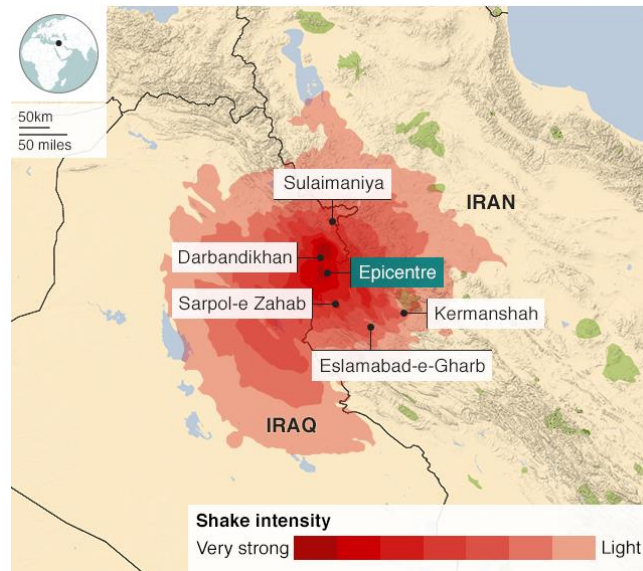 50km
50 miles
Sulaimaniya
IRAN
Darbandikhan
Epicentre
Sarpol-e Zahab
Kermanshah
Eslamabad-e-Gharb
IRAQ
Shake intensity
Very strong Light